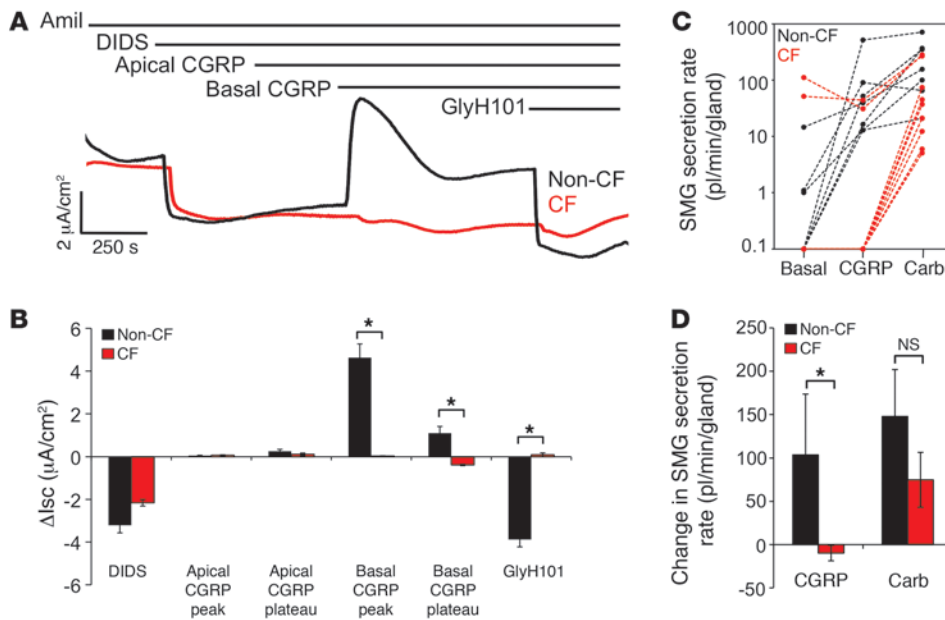 A
Amil
DIDS
Apical CGRP
Basal CGRP
GlyH101
Non-CF
CF
2 μA/cm²
250 s
B
Non-CF
CF
ΔIsc (μA/cm²)
6
4
2
0
-2
-4
-6
*
*
*
DIDS
Apical CGRP peak
Apical CGRP plateau
Basal CGRP peak
Basal CGRP plateau
GlyH101
C
SMG secretion rate
(pl/min/gland)
1000
100
10
1
0.1
Non-CF
CF
Basal
CGRP
Carb
D
Non-CF
CF
Change in SMG secretion
rate (pl/min/gland)
250
200
150
100
50
0
-50
*
NS
CGRP
Carb